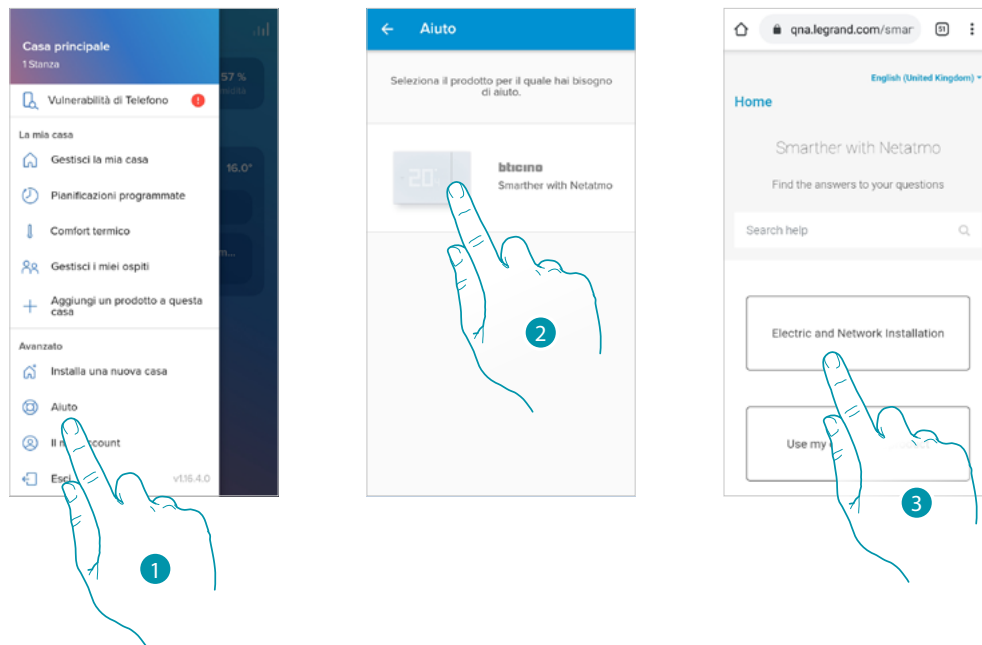 Casa principale
1 Stanza
57 %
Vulnerabilità di Telefono
!
La mia casa
Gestisci la mia casa
16.0°
Pianificazioni programmate
Comfort termico
Gestisci i miei ospiti
Aggiungi un prodotto a questa
casa
Avanzato
Installa una nuova casa
Aiuto
Esci
v1.16.4.0
1
Aiuto
Seleziona il prodotto per il quale hai bisogno
di aiuto.
20
bticino
Smarther with Netatmo
2
qna.legrand.com/smar
51
English (United Kingdom)
Home
Smarther with Netatmo
Find the answers to your questions
Search help
Electric and Network Installation
Use my
3